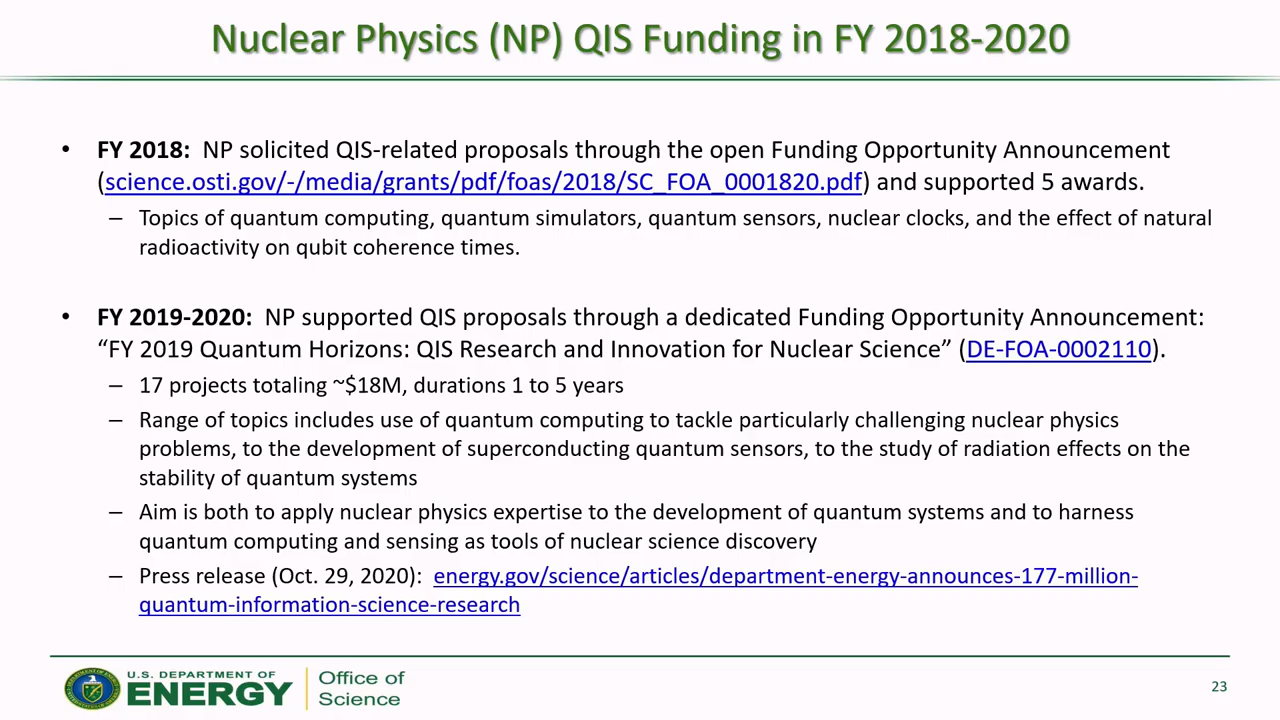 Nuclear Physics (NP) QIS Funding in FY 2018-2020
• FY 2018: NP solicited QIS-related proposals through the open Funding Opportunity Announcement
(science.osti.gov/-/media/grants/pdf/foas/2018/SC_FOA_0001820.pdf) and supported 5 awards.
– Topics of quantum computing, quantum simulators, quantum sensors, nuclear clocks, and the effect of natural
radioactivity on qubit coherence times.
• FY 2019-2020: NP supported QIS proposals through a dedicated Funding Opportunity Announcement:
“FY 2019 Quantum Horizons: QIS Research and Innovation for Nuclear Science” (DE-FOA-0002110).
– 17 projects totaling ~$18M, durations 1 to 5 years
– Range of topics includes use of quantum computing to tackle particularly challenging nuclear physics
problems, to the development of superconducting quantum sensors, to the study of radiation effects on the
stability of quantum systems
– Aim is both to apply nuclear physics expertise to the development of quantum systems and to harness
quantum computing and sensing as tools of nuclear science discovery
– Press release (Oct. 29, 2020): energy.gov/science/articles/department-energy-announces-177-million-
quantum-information-science-research
U.S. DEPARTMENT OF
ENERGY
Office of
Science
23